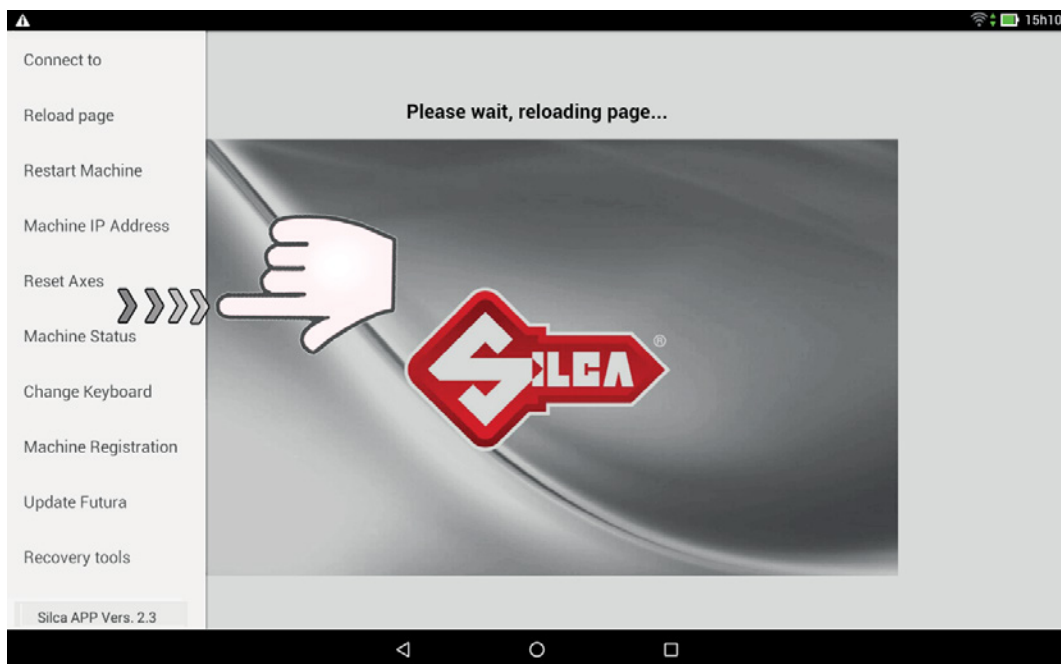 15h10
Connect to
Reload page
Restart Machine
Machine IP Address
Reset Axes
Machine Status
Change Keyboard
Machine Registration
Update Futura
Recovery tools
Silca APP Vers. 2.3
Please wait, reloading page...
SILCA®